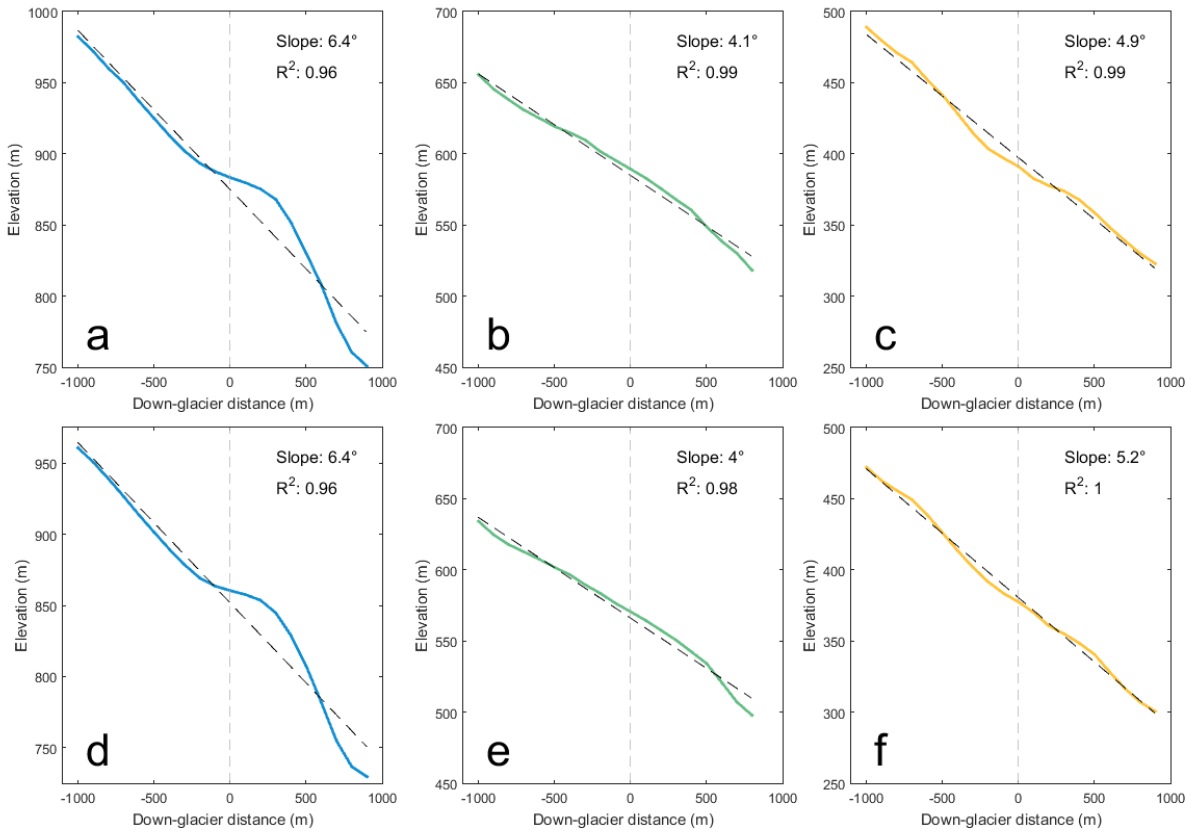 1000
950
900
850
800
750
Elevation (m)
Slope: 6.4°
R²: 0.96
a
-1000 -500 0 500 1000
Down-glacier distance (m)
700
650
600
550
500
450
Elevation (m)
Slope: 4.1°
R²: 0.99
b
-1000 -500 0 500 1000
Down-glacier distance (m)
500
450
400
350
300
250
Elevation (m)
Slope: 4.9°
R²: 0.99
c
-1000 -500 0 500 1000
Down-glacier distance (m)
950
900
850
800
750
Elevation (m)
Slope: 6.4°
R²: 0.96
d
-1000 -500 0 500 1000
Down-glacier distance (m)
700
650
600
550
500
450
Elevation (m)
Slope: 4°
R²: 0.98
e
-1000 -500 0 500 1000
Down-glacier distance (m)
500
450
400
350
300
250
Elevation (m)
Slope: 5.2°
R²: 1
f
-1000 -500 0 500 1000
Down-glacier distance (m)